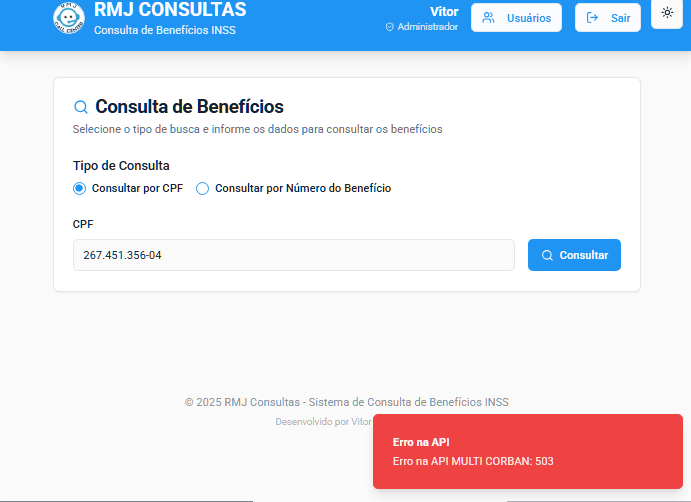 RMJ
CALL CENTER
RMJ CONSULTAS
Consulta de Benefícios INSS
Vitor
Administrador
Usuários
Sair
Consulta de Benefícios
Selecione o tipo de busca e informe os dados para consultar os benefícios
Tipo de Consulta
Consultar por CPF
Consultar por Número do Benefício
CPF
267.451.356-04
Consultar
© 2025 RMJ Consultas - Sistema de Consulta de Benefícios INSS
Desenvolvido por Vitor
Erro na API
Erro na API MULTI CORBAN: 503